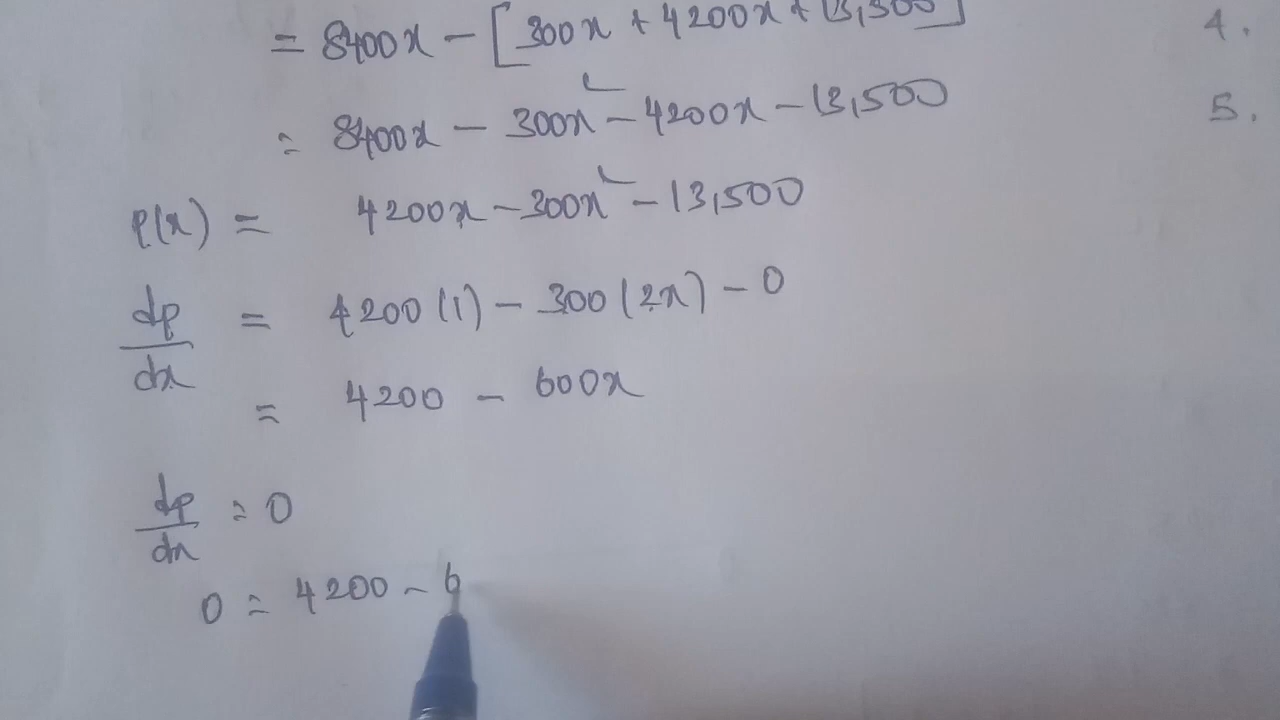 = 8400x - [300x + 4200x + 13,500] 4.
= 8400x - 300x² - 4200x - 13,500 5.
P(x) = 4200x - 300x² - 13,500
dp/dx = 4200(1) - 300(2x) - 0
= 4200 - 600x
dp/dx = 0
0 = 4200 - 6